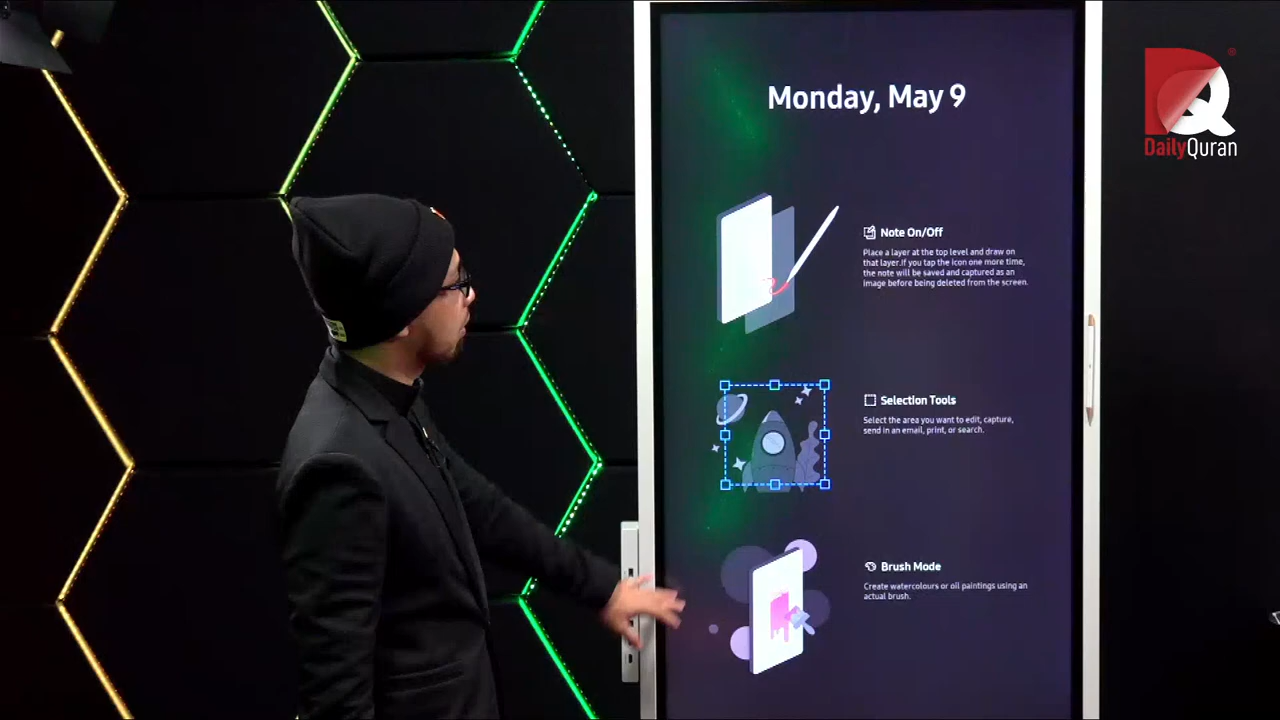 Monday, May 9
DailyQuran
Note On/Off
Place a layer at the top level and draw on
that layer.If you tap the icon one more time,
the note will be saved and captured as an
image before being deleted from the screen.
Selection Tools
Select the area you want to edit, capture,
send in an email, print, or search.
Brush Mode
Create watercolours or oil paintings using an
actual brush.